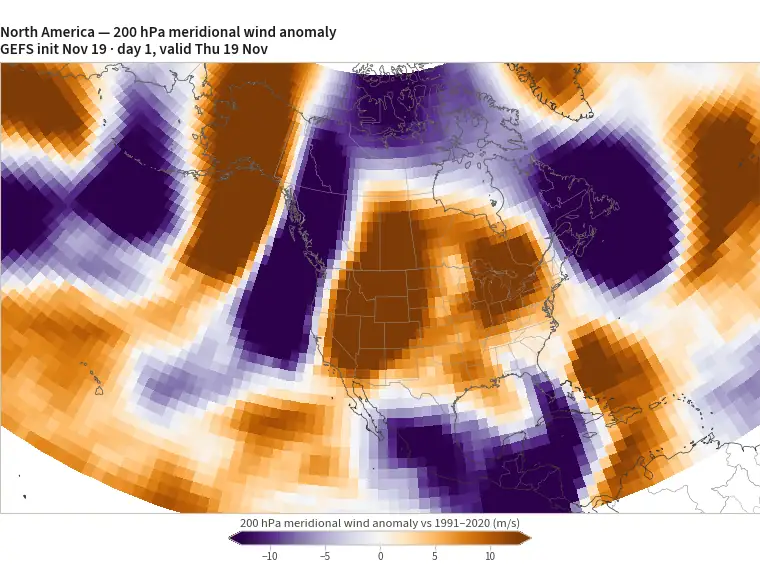 North America — 200 hPa meridional wind anomaly
GEFS init Nov 19 · day 1, valid Thu 19 Nov
200 hPa meridional wind anomaly vs 1991–2020 (m/s)
−10 −5 0 5 10